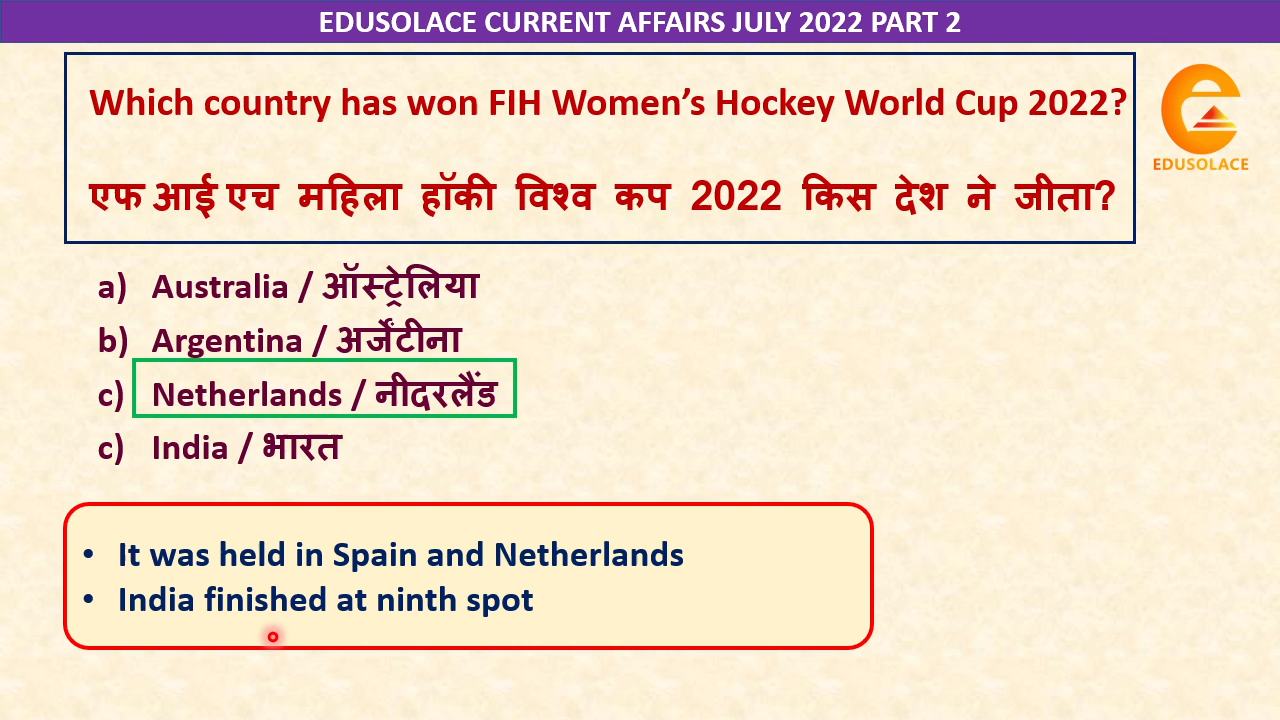 EDUSOLACE CURRENT AFFAIRS JULY 2022 PART 2
Which country has won FIH Women’s Hockey World Cup 2022?
एफ आई एच महिला हॉकी विश्व कप 2022 किस देश ने जीता?
EDUSOLACE
a) Australia / ऑस्ट्रेलिया
b) Argentina / अर्जेंटीना
c) Netherlands / नीदरलैंड
c) India / भारत
• It was held in Spain and Netherlands
• India finished at ninth spot